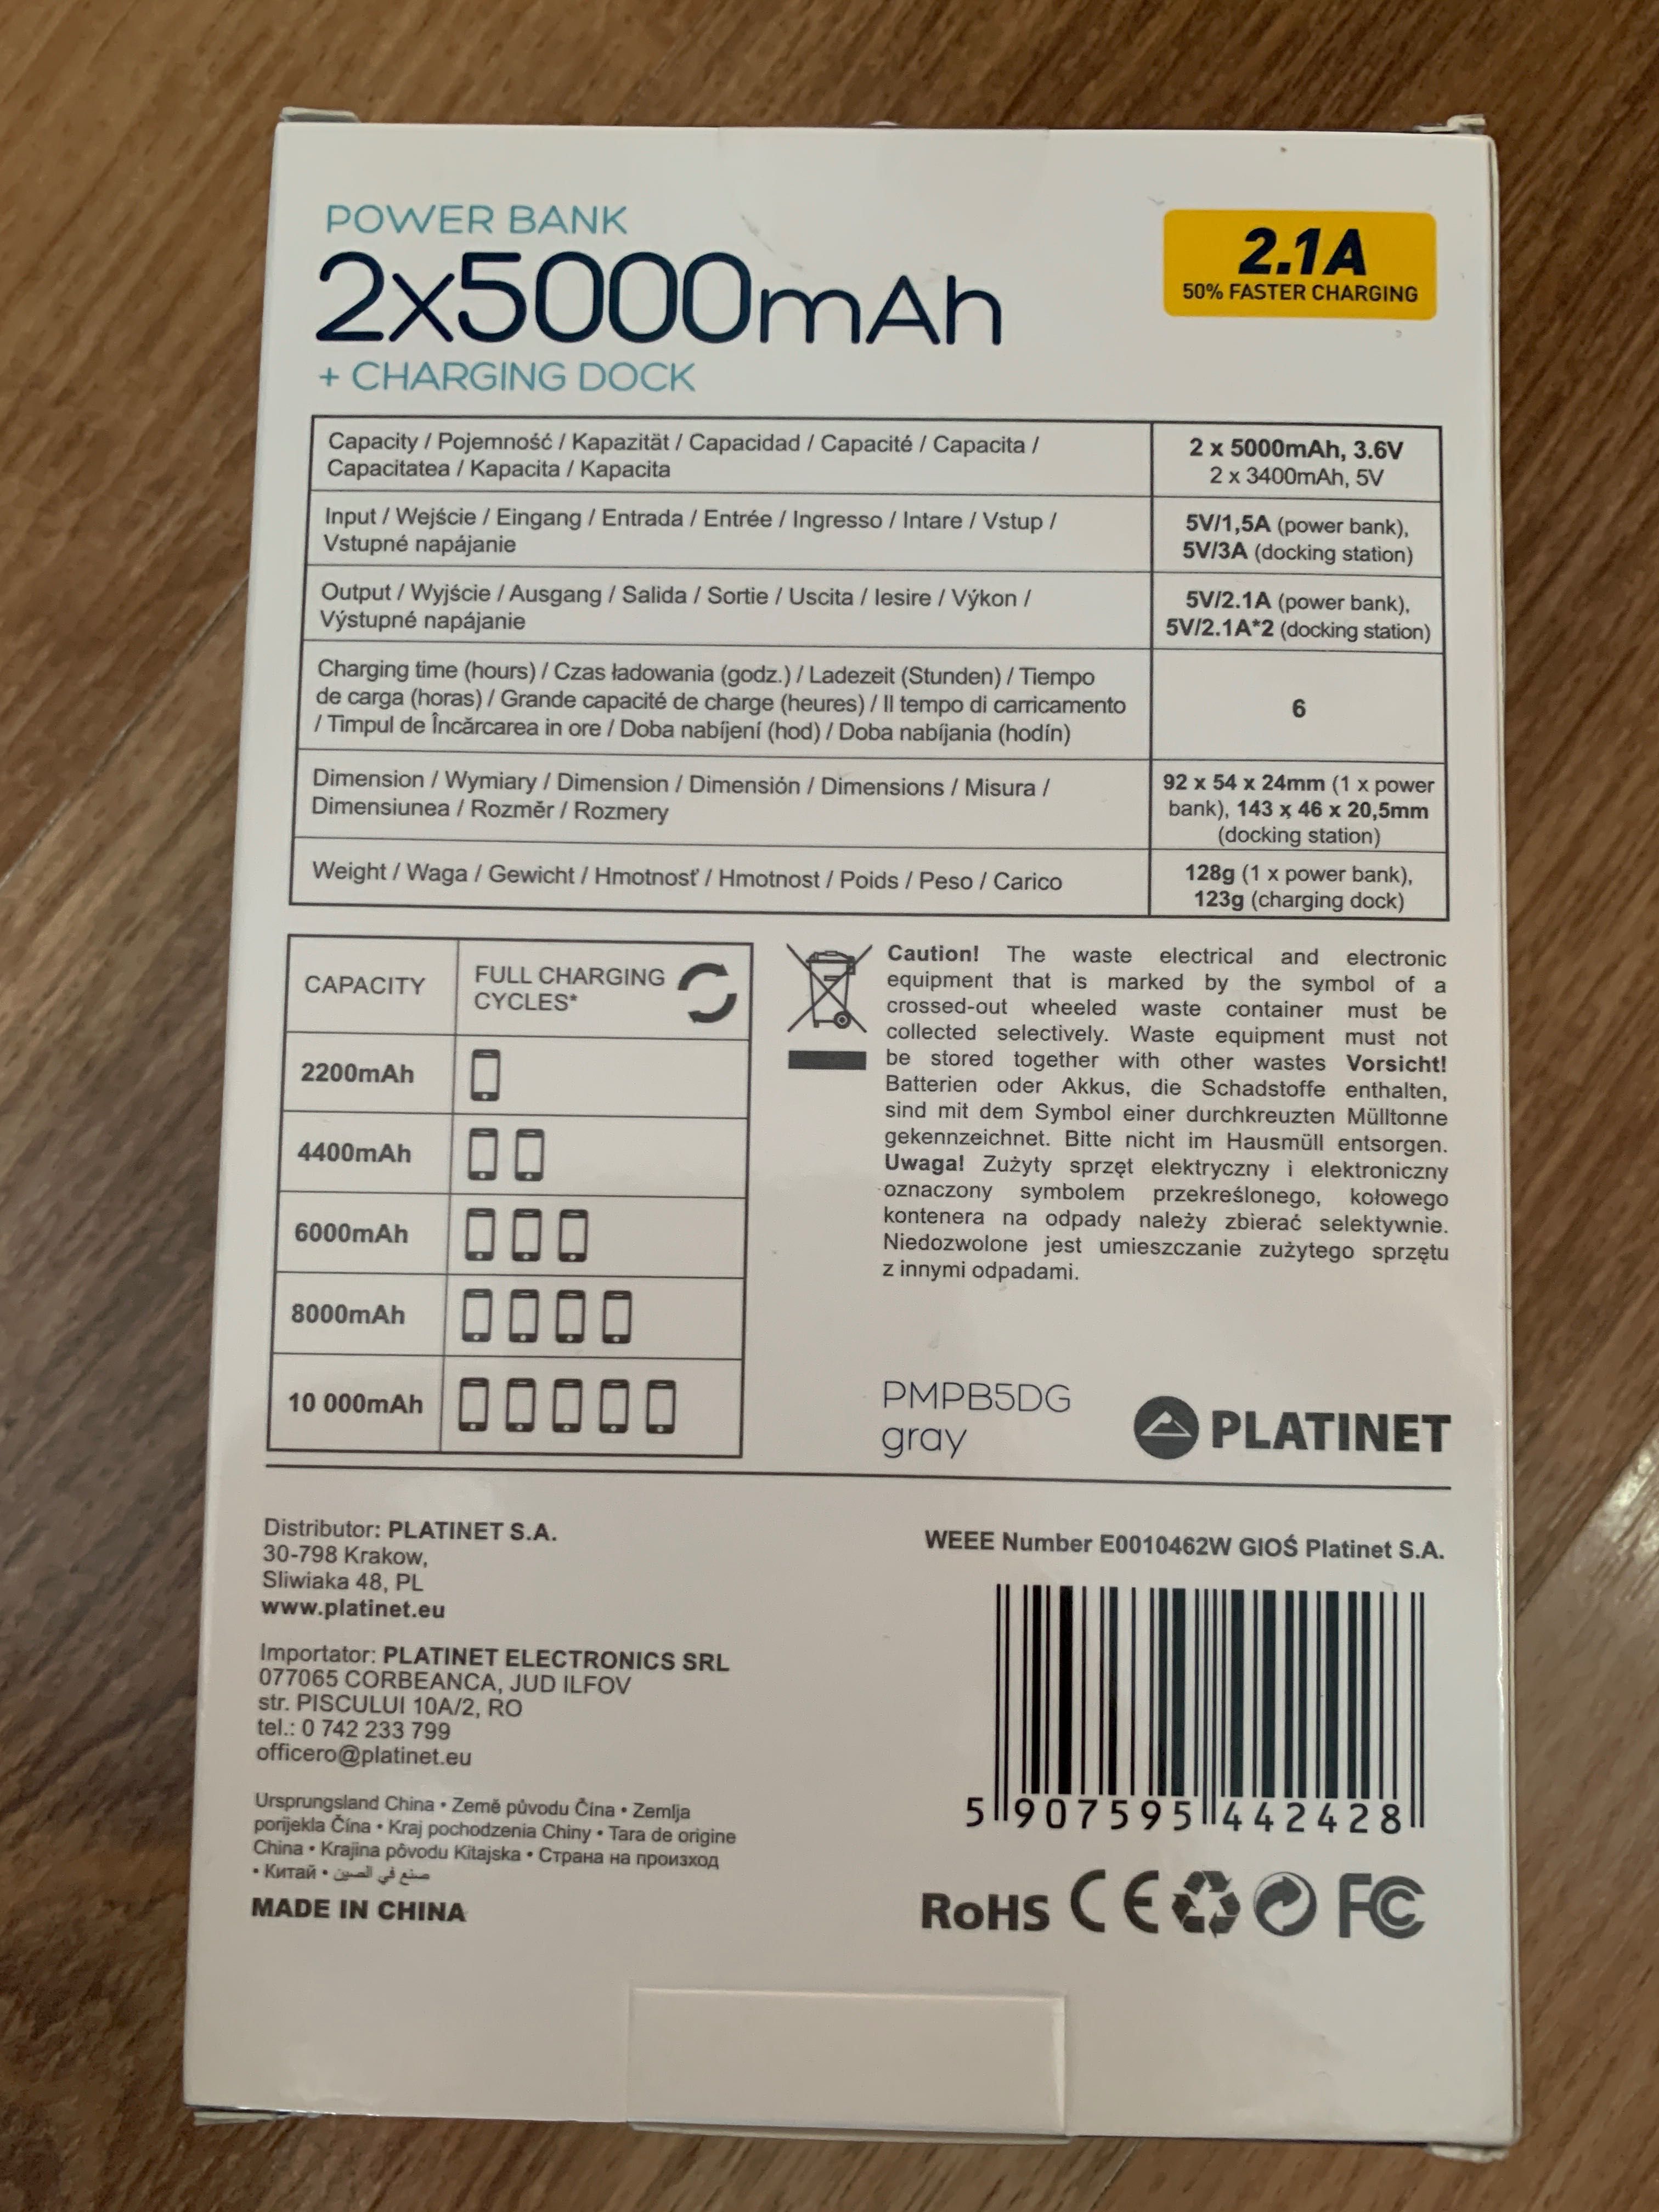 POWER BANK
2x5000mAh
+ CHARGING DOCK
2.1A
50% FASTER CHARGING
Capacity / Pojemność / Kapazität / Capacidad / Capacité / Capacita /
Capacitatea / Kapacita / Kapacita
2 x 5000mAh, 3.6V
2 x 3400mAh, 5V
Input / Wejście / Eingang / Entrada / Entrée / Ingresso / Intare / Vstup /
Vstupné napájanie
5V/1,5A (power bank),
5V/3A (docking station)
Output / Wyjście / Ausgang / Salida / Sortie / Uscita / Iesire / Výkon /
Výstupné napájanie
5V/2.1A (power bank),
5V/2.1A*2 (docking station)
Charging time (hours) / Czas ładowania (godz.) / Ladezeit (Stunden) / Tiempo
de carga (horas) / Grande capacité de charge (heures) / Il tempo di carricamento
/ Timpul de Încărcarea in ore / Doba nabíjení (hod) / Doba nabíjania (hodín)
6
Dimension / Wymiary / Dimension / Dimensión / Dimensions / Misura /
Dimensiunea / Rozměr / Rozmery
92 x 54 x 24mm (1 x power
bank), 143 x 46 x 20,5mm
(docking station)
Weight / Waga / Gewicht / Hmotnosť / Hmotnost / Poids / Peso / Carico
128g (1 x power bank),
123g (charging dock)
CAPACITY
FULL CHARGING
CYCLES*
2200mAh
4400mAh
6000mAh
8000mAh
10 000mAh
Caution! The waste electrical and electronic
equipment that is marked by the symbol of a
crossed-out wheeled waste container must be
collected selectively. Waste equipment must not
be stored together with other wastes Vorsicht!
Batterien oder Akkus, die Schadstoffe enthalten,
sind mit dem Symbol einer durchkreuzten Mülltonne
gekennzeichnet. Bitte nicht im Hausmüll entsorgen.
Uwaga! Zużyty sprzęt elektryczny i elektroniczny
oznaczony symbolem przekreślonego, kołowego
kontenera na odpady należy zbierać selektywnie.
Niedozwolone jest umieszczanie zużytego sprzętu
z innymi odpadami.
PMPB5DG
gray
PLATINET
Distributor: PLATINET S.A.
30-798 Krakow,
Sliwiaka 48, PL
www.platinet.eu
Importator: PLATINET ELECTRONICS SRL
077065 CORBEANCA, JUD ILFOV
str. PISCULUI 10A/2, RO
tel.: 0 742 233 799
officero@platinet.eu
Ursprungsland China • Země původu Čína • Zemlja
porijekla Čína • Kraj pochodzenia Chiny • Tara de origine
China • Krajina pôvodu Kitajska • Страна на произход
• Китай • صنع في الصين
MADE IN CHINA
WEEE Number E0010462W GIOŚ Platinet S.A.
5 907595 442428
RoHS CE FC